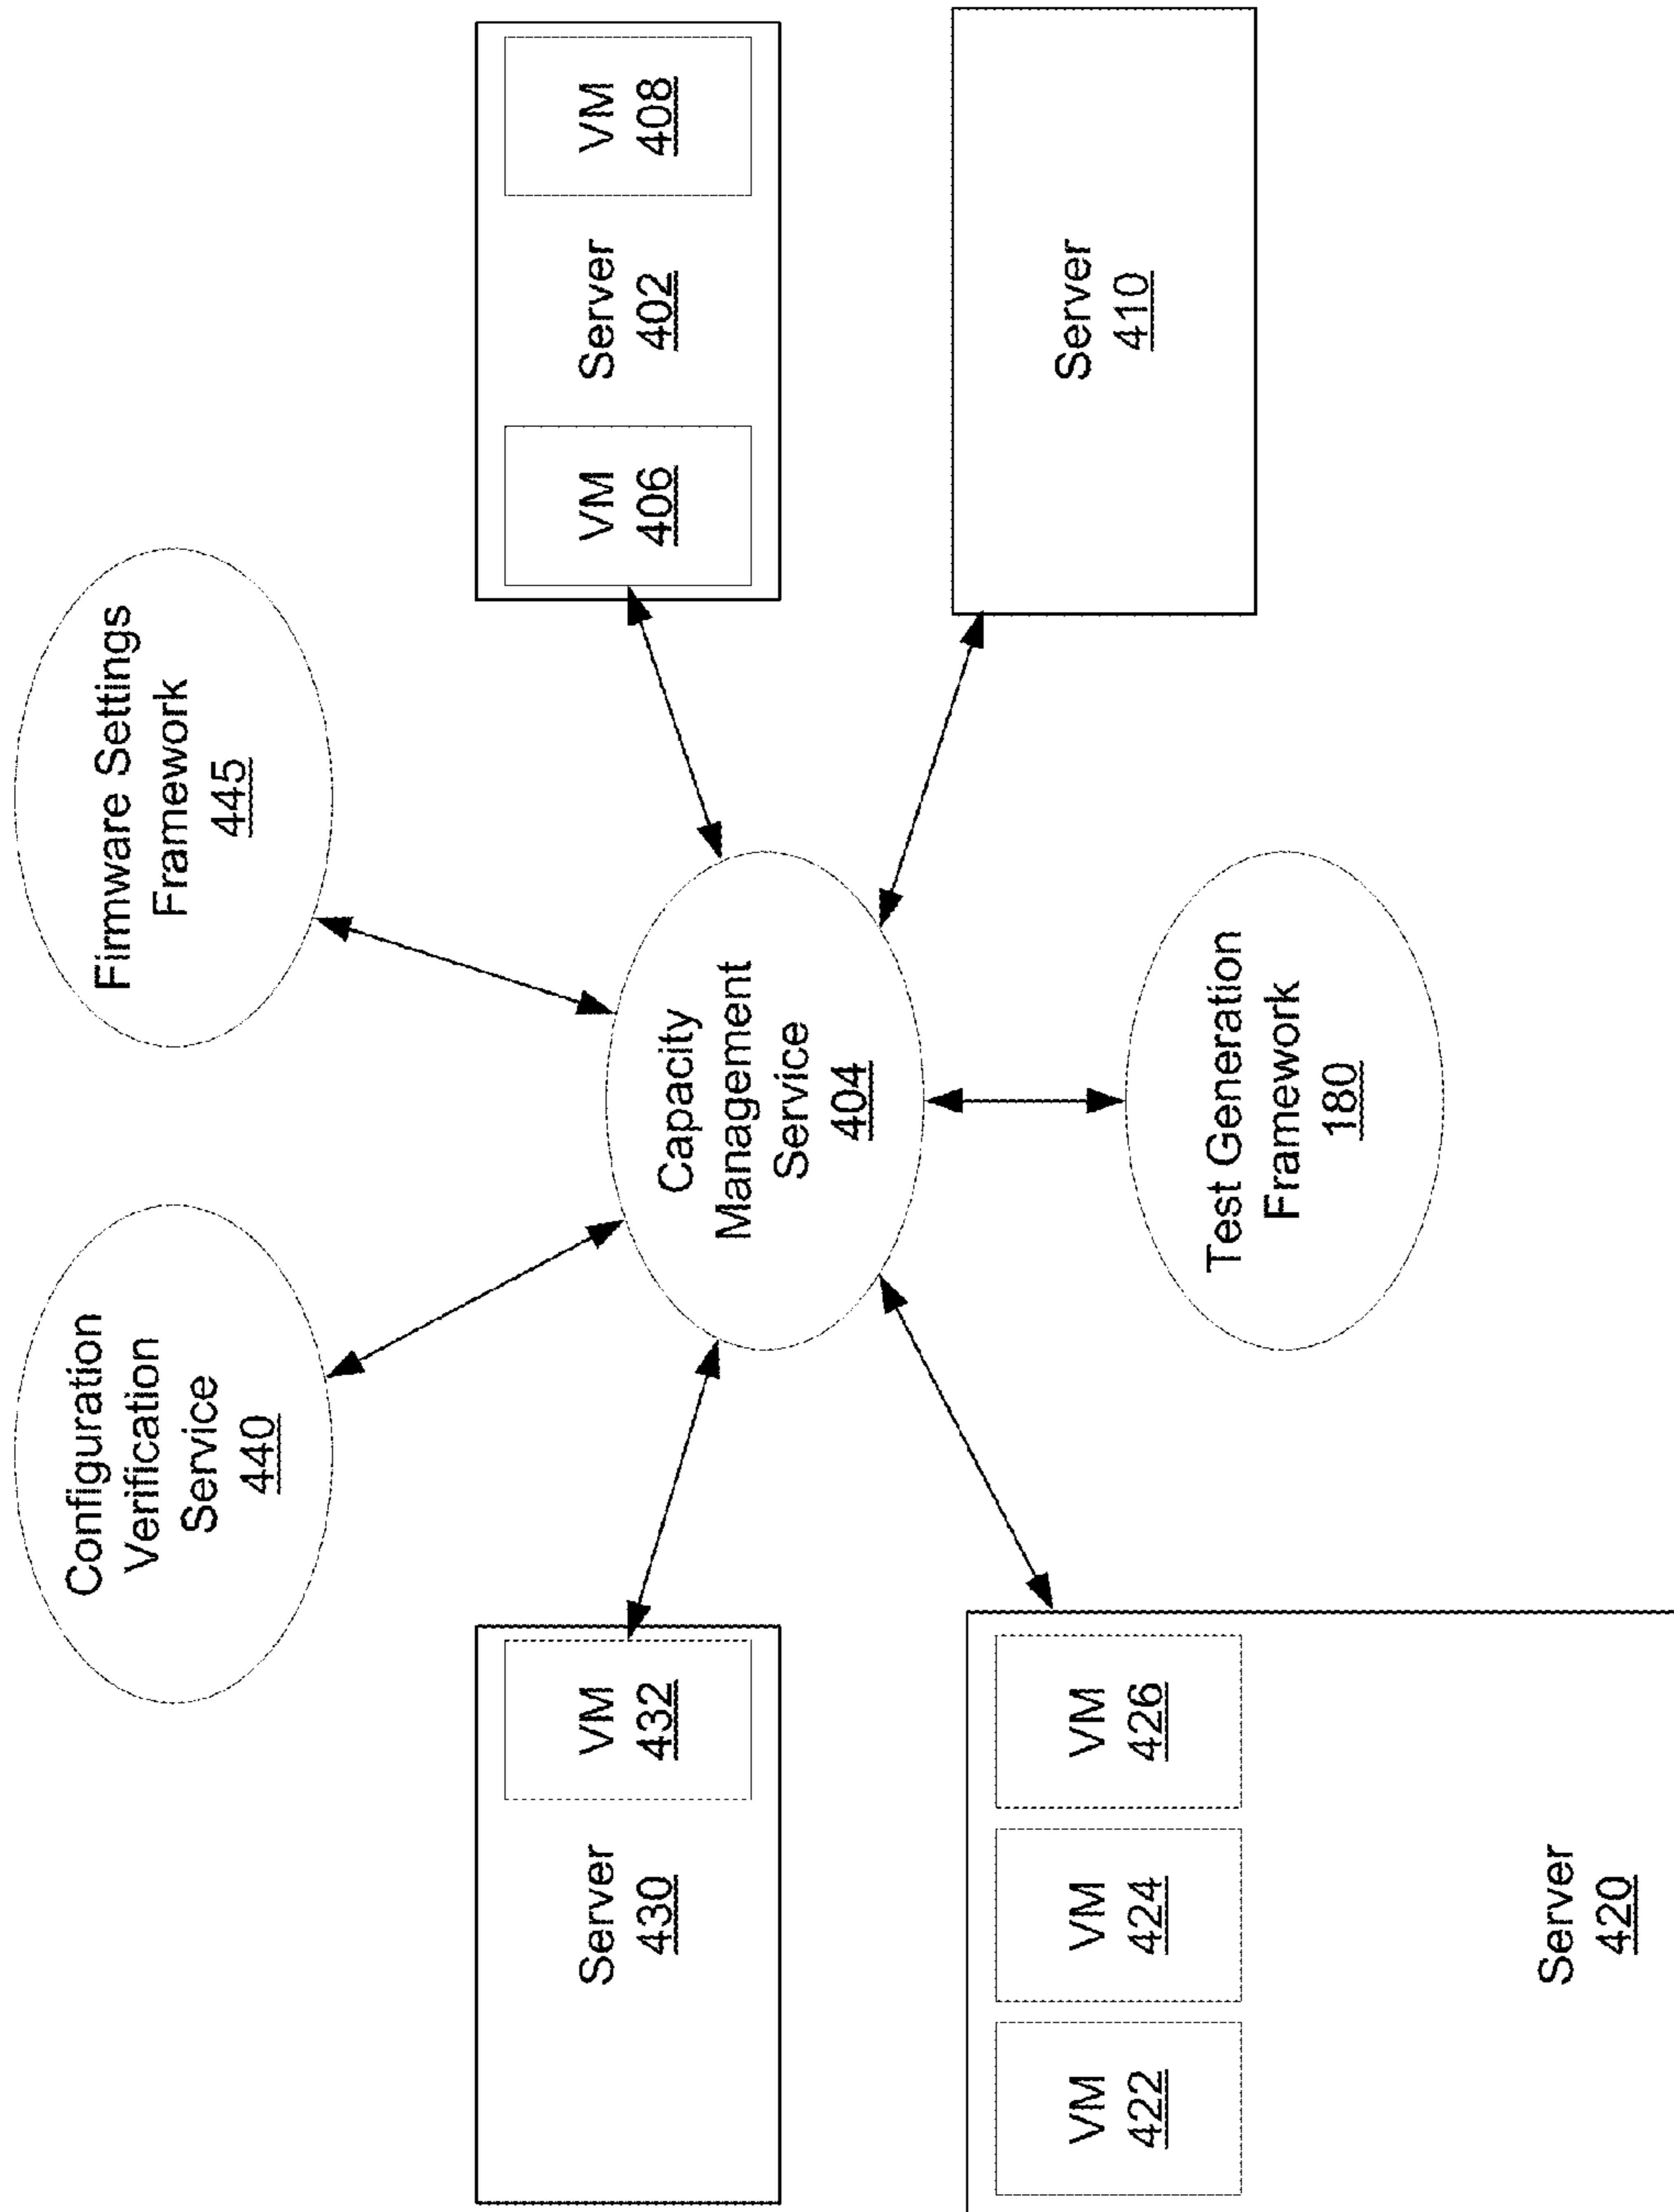 Configuration
Verification
Service
440
Firmware Settings
Framework
445
Server
430
VM
432
Capacity
Management
Service
404
VM
406
Server
402
VM
408
VM
422
VM
424
VM
426
Server
420
Test Generation
Framework
180
Server
410